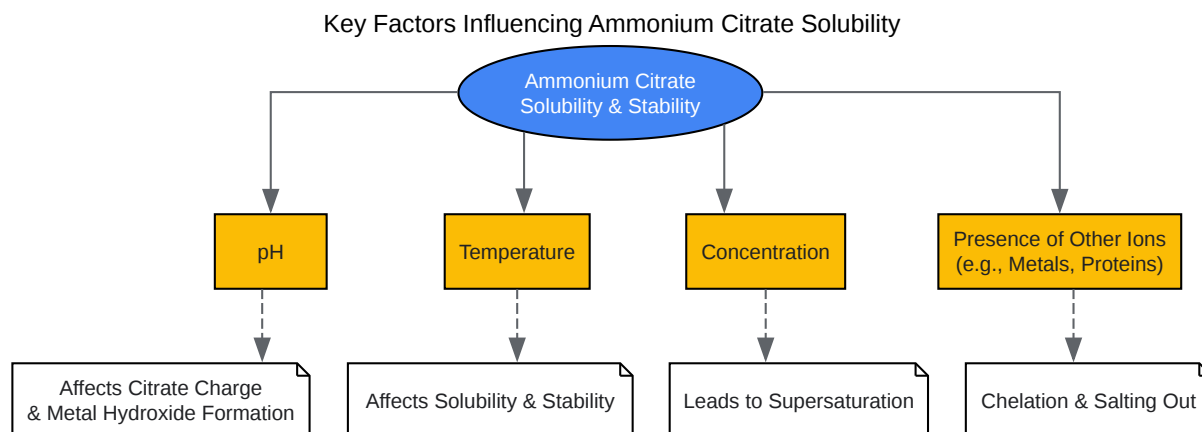 Key Factors Influencing Ammonium Citrate Solubility
Ammonium Citrate
Solubility & Stability
pH
Temperature
Concentration
Presence of Other Ions
(e.g., Metals, Proteins)
Affects Citrate Charge
& Metal Hydroxide Formation
Affects Solubility & Stability
Leads to Supersaturation
Chelation & Salting Out